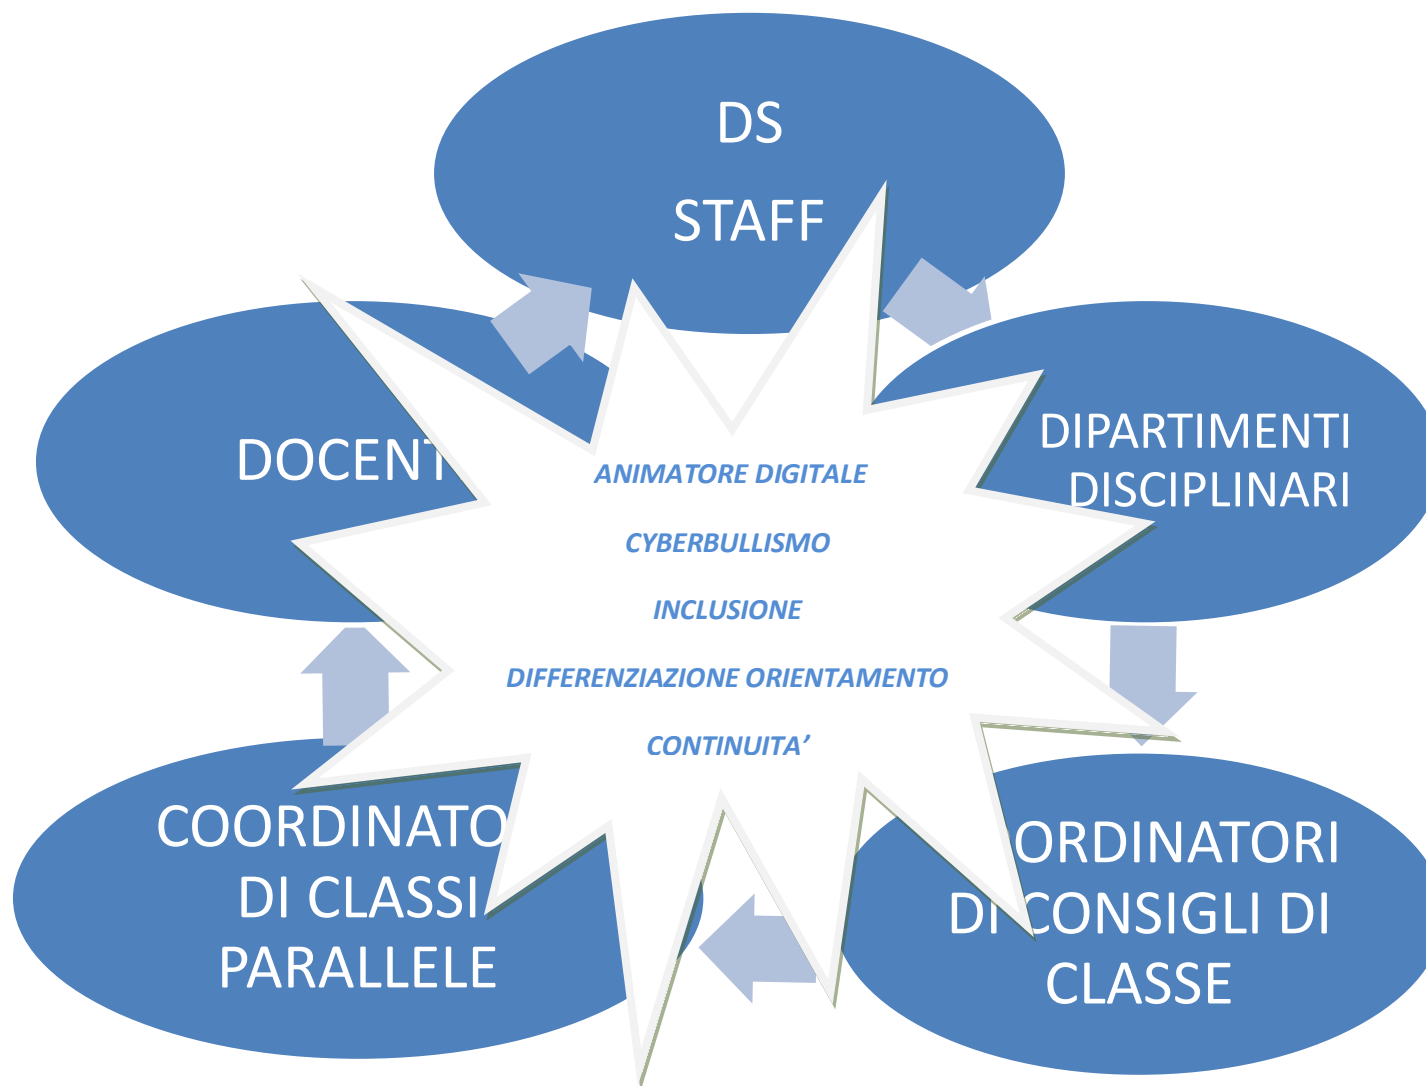 DS
STAFF
DOCENT
DIPARTIMENTI
DISCIPLINARI
ANIMATORE DIGITALE
CYBERBULLISMO
INCLUSIONE
DIFFERENZIAZIONE ORIENTAMENTO
CONTINUITA’
COORDINATO
DI CLASSI
PARALLELE
ORDINATORI
DI CONSIGLI DI
CLASSE